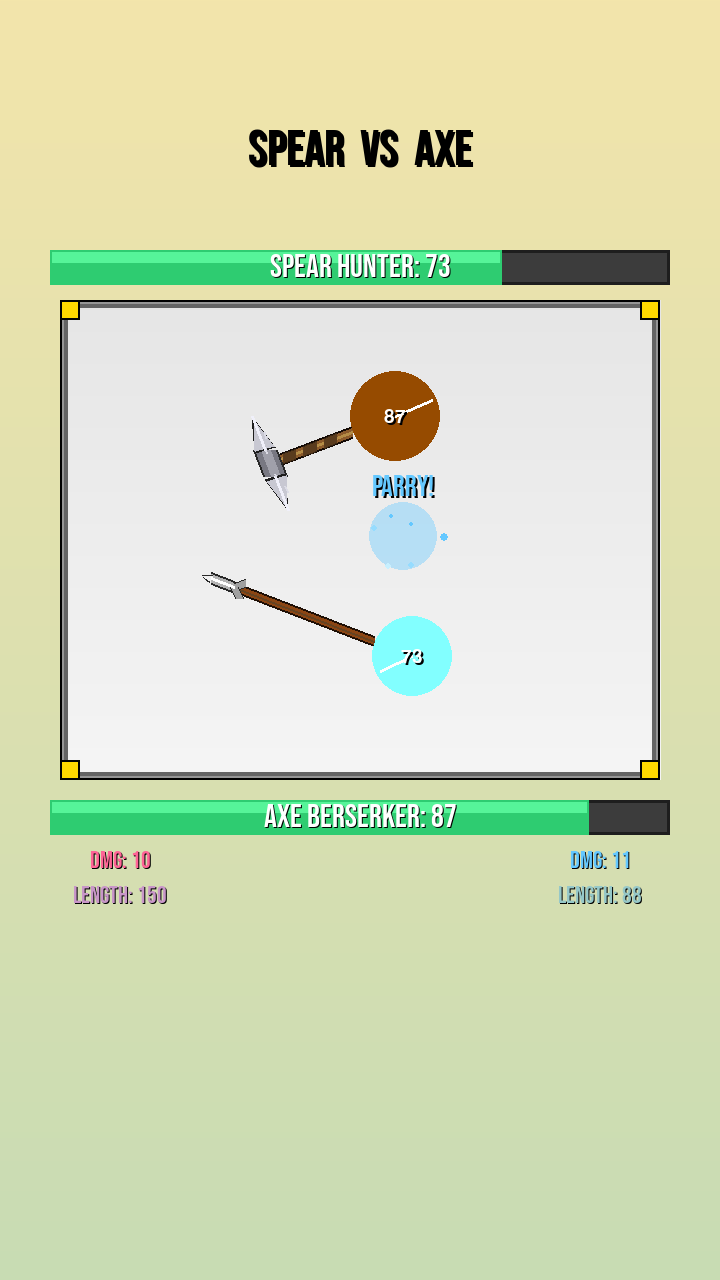 SPEAR VS AXE
SPEAR HUNTER: 73
87
PARRY!
73
AXE BERSERKER: 87
DMG: 10
DMG: 11
LENGTH: 150
LENGTH: 88